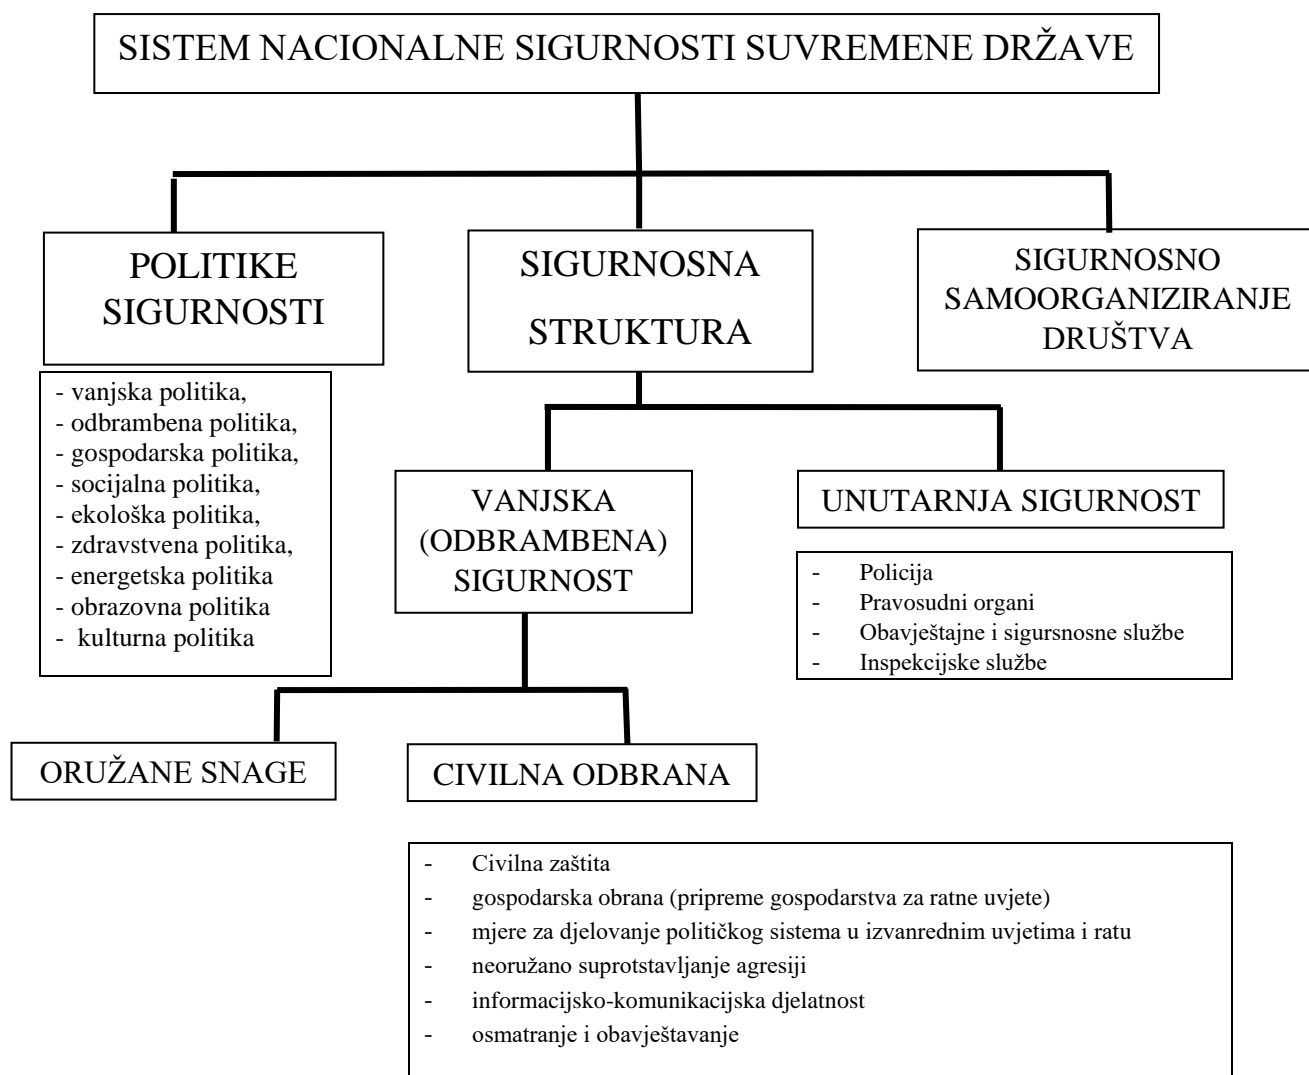 SISTEM NACIONALNE SIGURNOSTI SUVREMENE DRŽAVE
POLITIKE
SIGURNOSTI
SIGURNOSNA
STRUKTURA
SIGURNOSNO
SAMOORGANIZIRANJE
DRUŠTVA
- vanjska politika,
- odbrambena politika,
- gospodarska politika,
- socijalna politika,
- ekološka politika,
- zdravstvena politika,
- energetska politika
- obrazovna politika
- kulturna politika
VANJSKA
(ODBRAMBENA)
SIGURNOST
UNUTARNJA SIGURNOST
- Policija
- Pravosudni organi
- Obavještajne i sigursnosne službe
- Inspekcijske službe
ORUŽANE SNAGE
CIVILNA ODBRANA
- Civilna zaštita
- gospodarska obrana (pripreme gospodarstva za ratne uvjete)
- mjere za djelovanje političkog sistema u izvanrednim uvjetima i ratu
- neoružano suprotstavljanje agresiji
- informacijsko-komunikacijska djelatnost
- osmatranje i obavještavanje